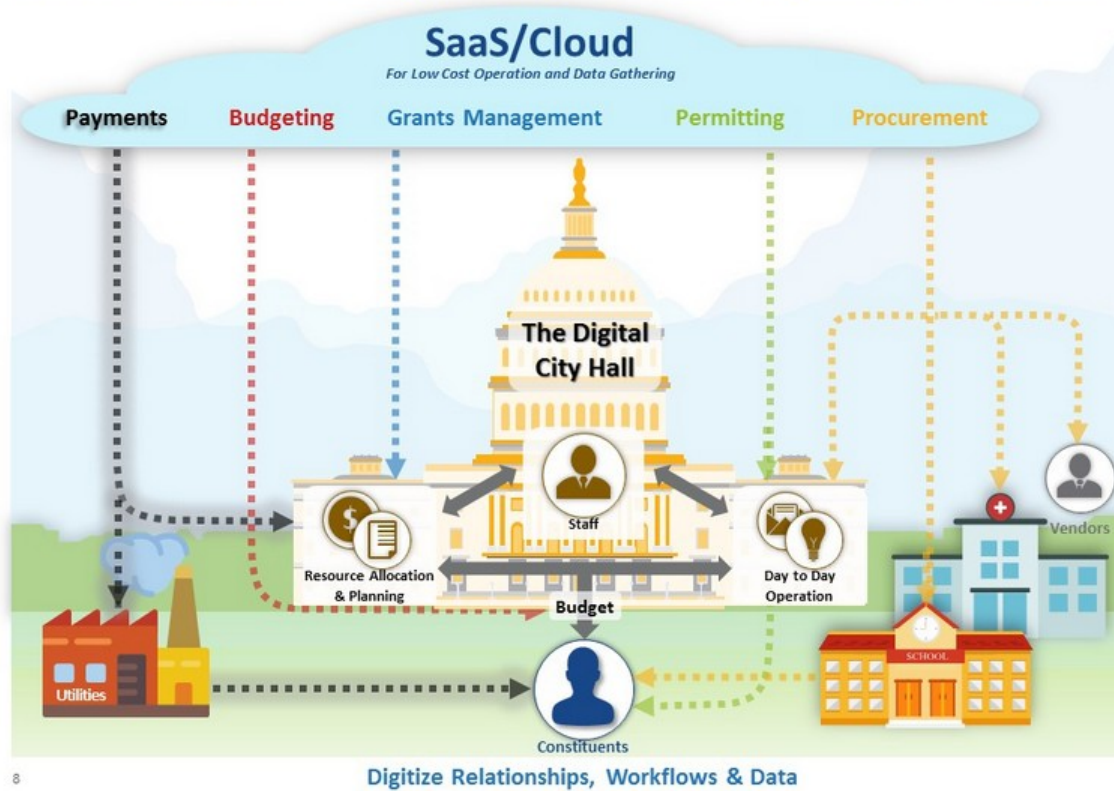 SaaS/Cloud
For Low Cost Operation and Data Gathering
Payments Budgeting Grants Management Permitting Procurement
The Digital
City Hall
Staff
$
Resource Allocation
& Planning
Day to Day
Operation
Vendors
Budget
SCHOOL
Utilities
Constituents
8
Digitize Relationships, Workflows & Data